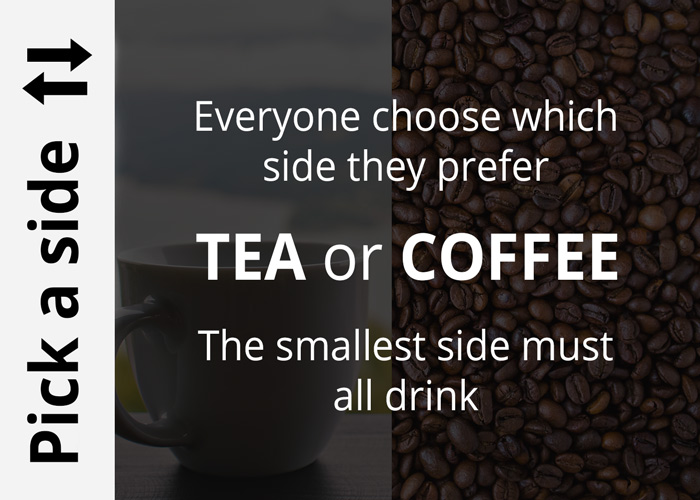 Pick a side
Everyone choose which
side they prefer
TEA or COFFEE
The smallest side must
all drink